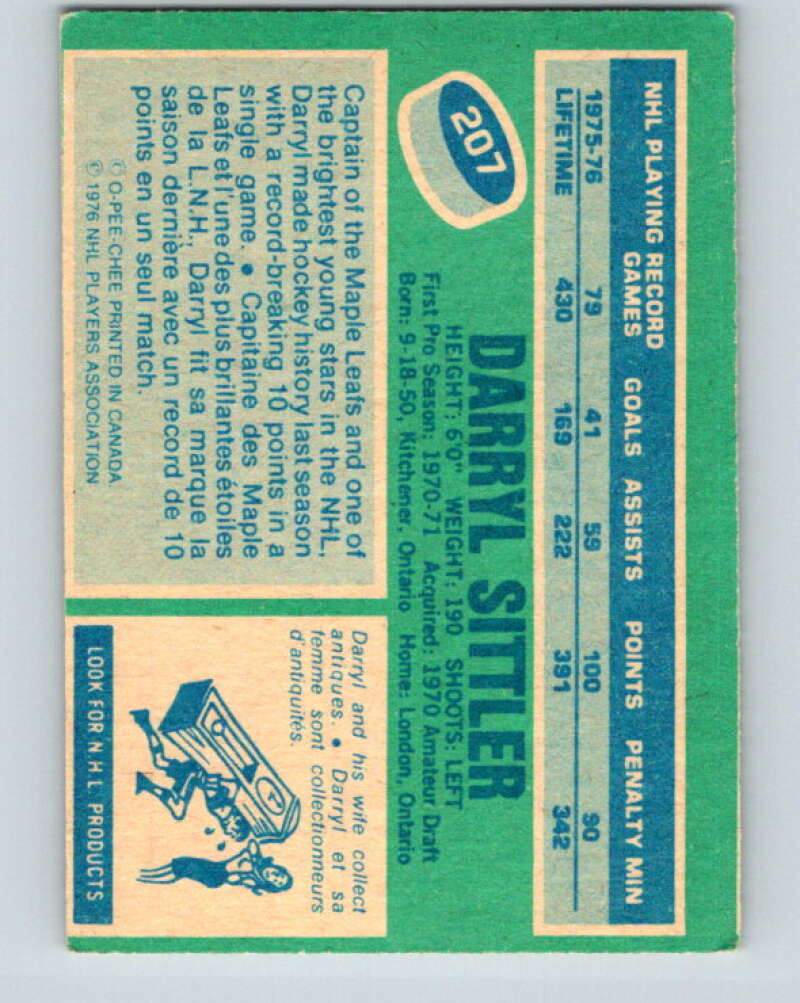 NHL PLAYING RECORD
GAMES GOALS ASSISTS POINTS PENALTY MIN
1975-76 79 41 59 100 90
LIFETIME 430 169 222 391 342
207
DARRYL SITTLER
HEIGHT: 6'0" WEIGHT: 190 SHOOTS: LEFT
First Pro Season: 1970-71 Acquired: 1970 Amateur Draft
Born: 9-18-50, Kitchener, Ontario Home: London, Ontario
Captain of the Maple Leafs and one of
the brightest young stars in the NHL,
Darryl made hockey history last season
with a record-breaking 10 points in a
single game. • Capitaine des Maple
Leafs et l'une des plus brillantes étoiles
de la L.N.H., Darryl fit sa marque la
saison dernière avec un record de 10
points en un seul match.
© O-PEE-CHEE PRINTED IN CANADA
© 1976 NHL PLAYERS ASSOCIATION
Darryl and his wife collect
antiques. • Darryl et sa
femme sont collectionneurs
d'antiquités.
LOOK FOR N.H.L. PRODUCTS